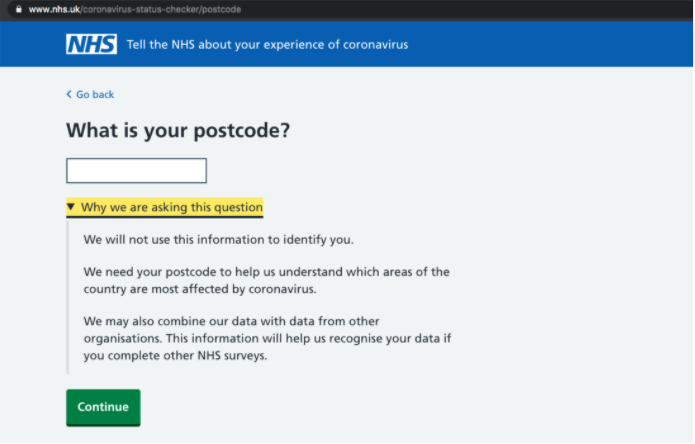 www.nhs.uk/coronavirus-status-checker/postcode
NHS Tell the NHS about your experience of coronavirus
Go back
What is your postcode?
Why we are asking this question
We will not use this information to identify you.
We need your postcode to help us understand which areas of the
country are most affected by coronavirus.
We may also combine our data with data from other
organisations. This information will help us recognise your data if
you complete other NHS surveys.
Continue